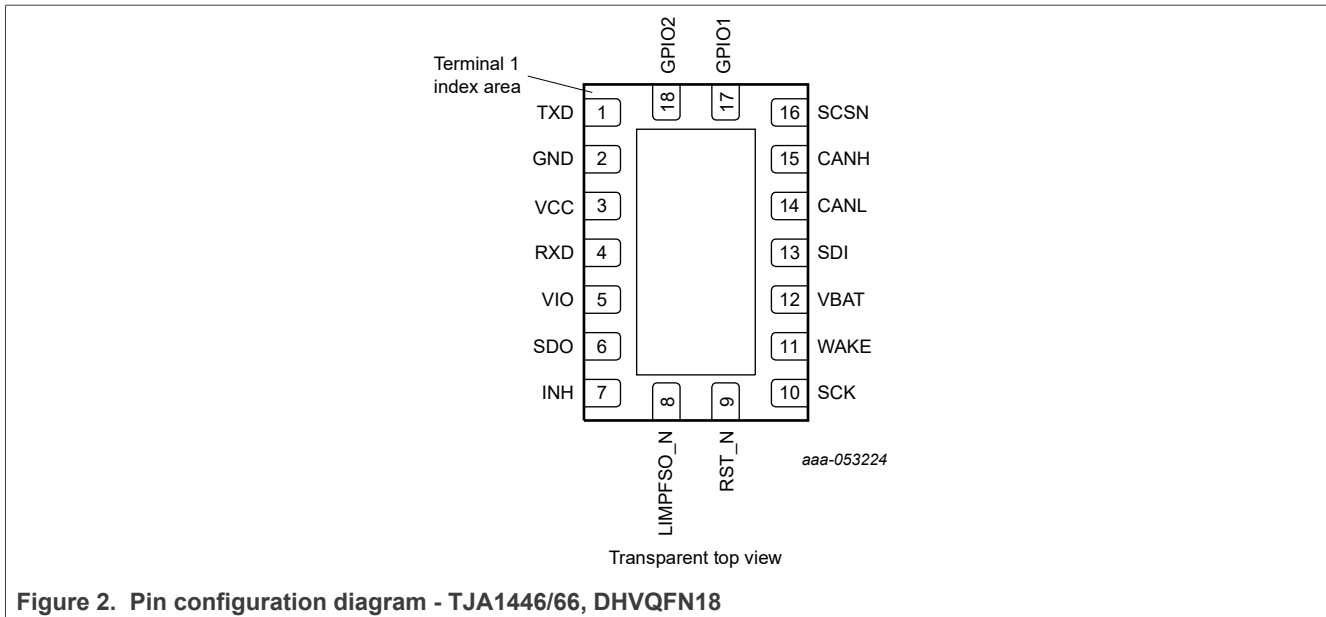 GPIO2
GPIO1
Terminal 1
index area
18
17
TXD 1
16 SCSN
GND 2
15 CANH
VCC 3
14 CANL
RXD 4
13 SDI
VIO 5
12 VBAT
SDO 6
11 WAKE
INH 7
10 SCK
8
9
LIMPFSO_N
RST_N
aaa-053224
Transparent top view
Figure 2. Pin configuration diagram - TJA1446/66, DHVQFN18